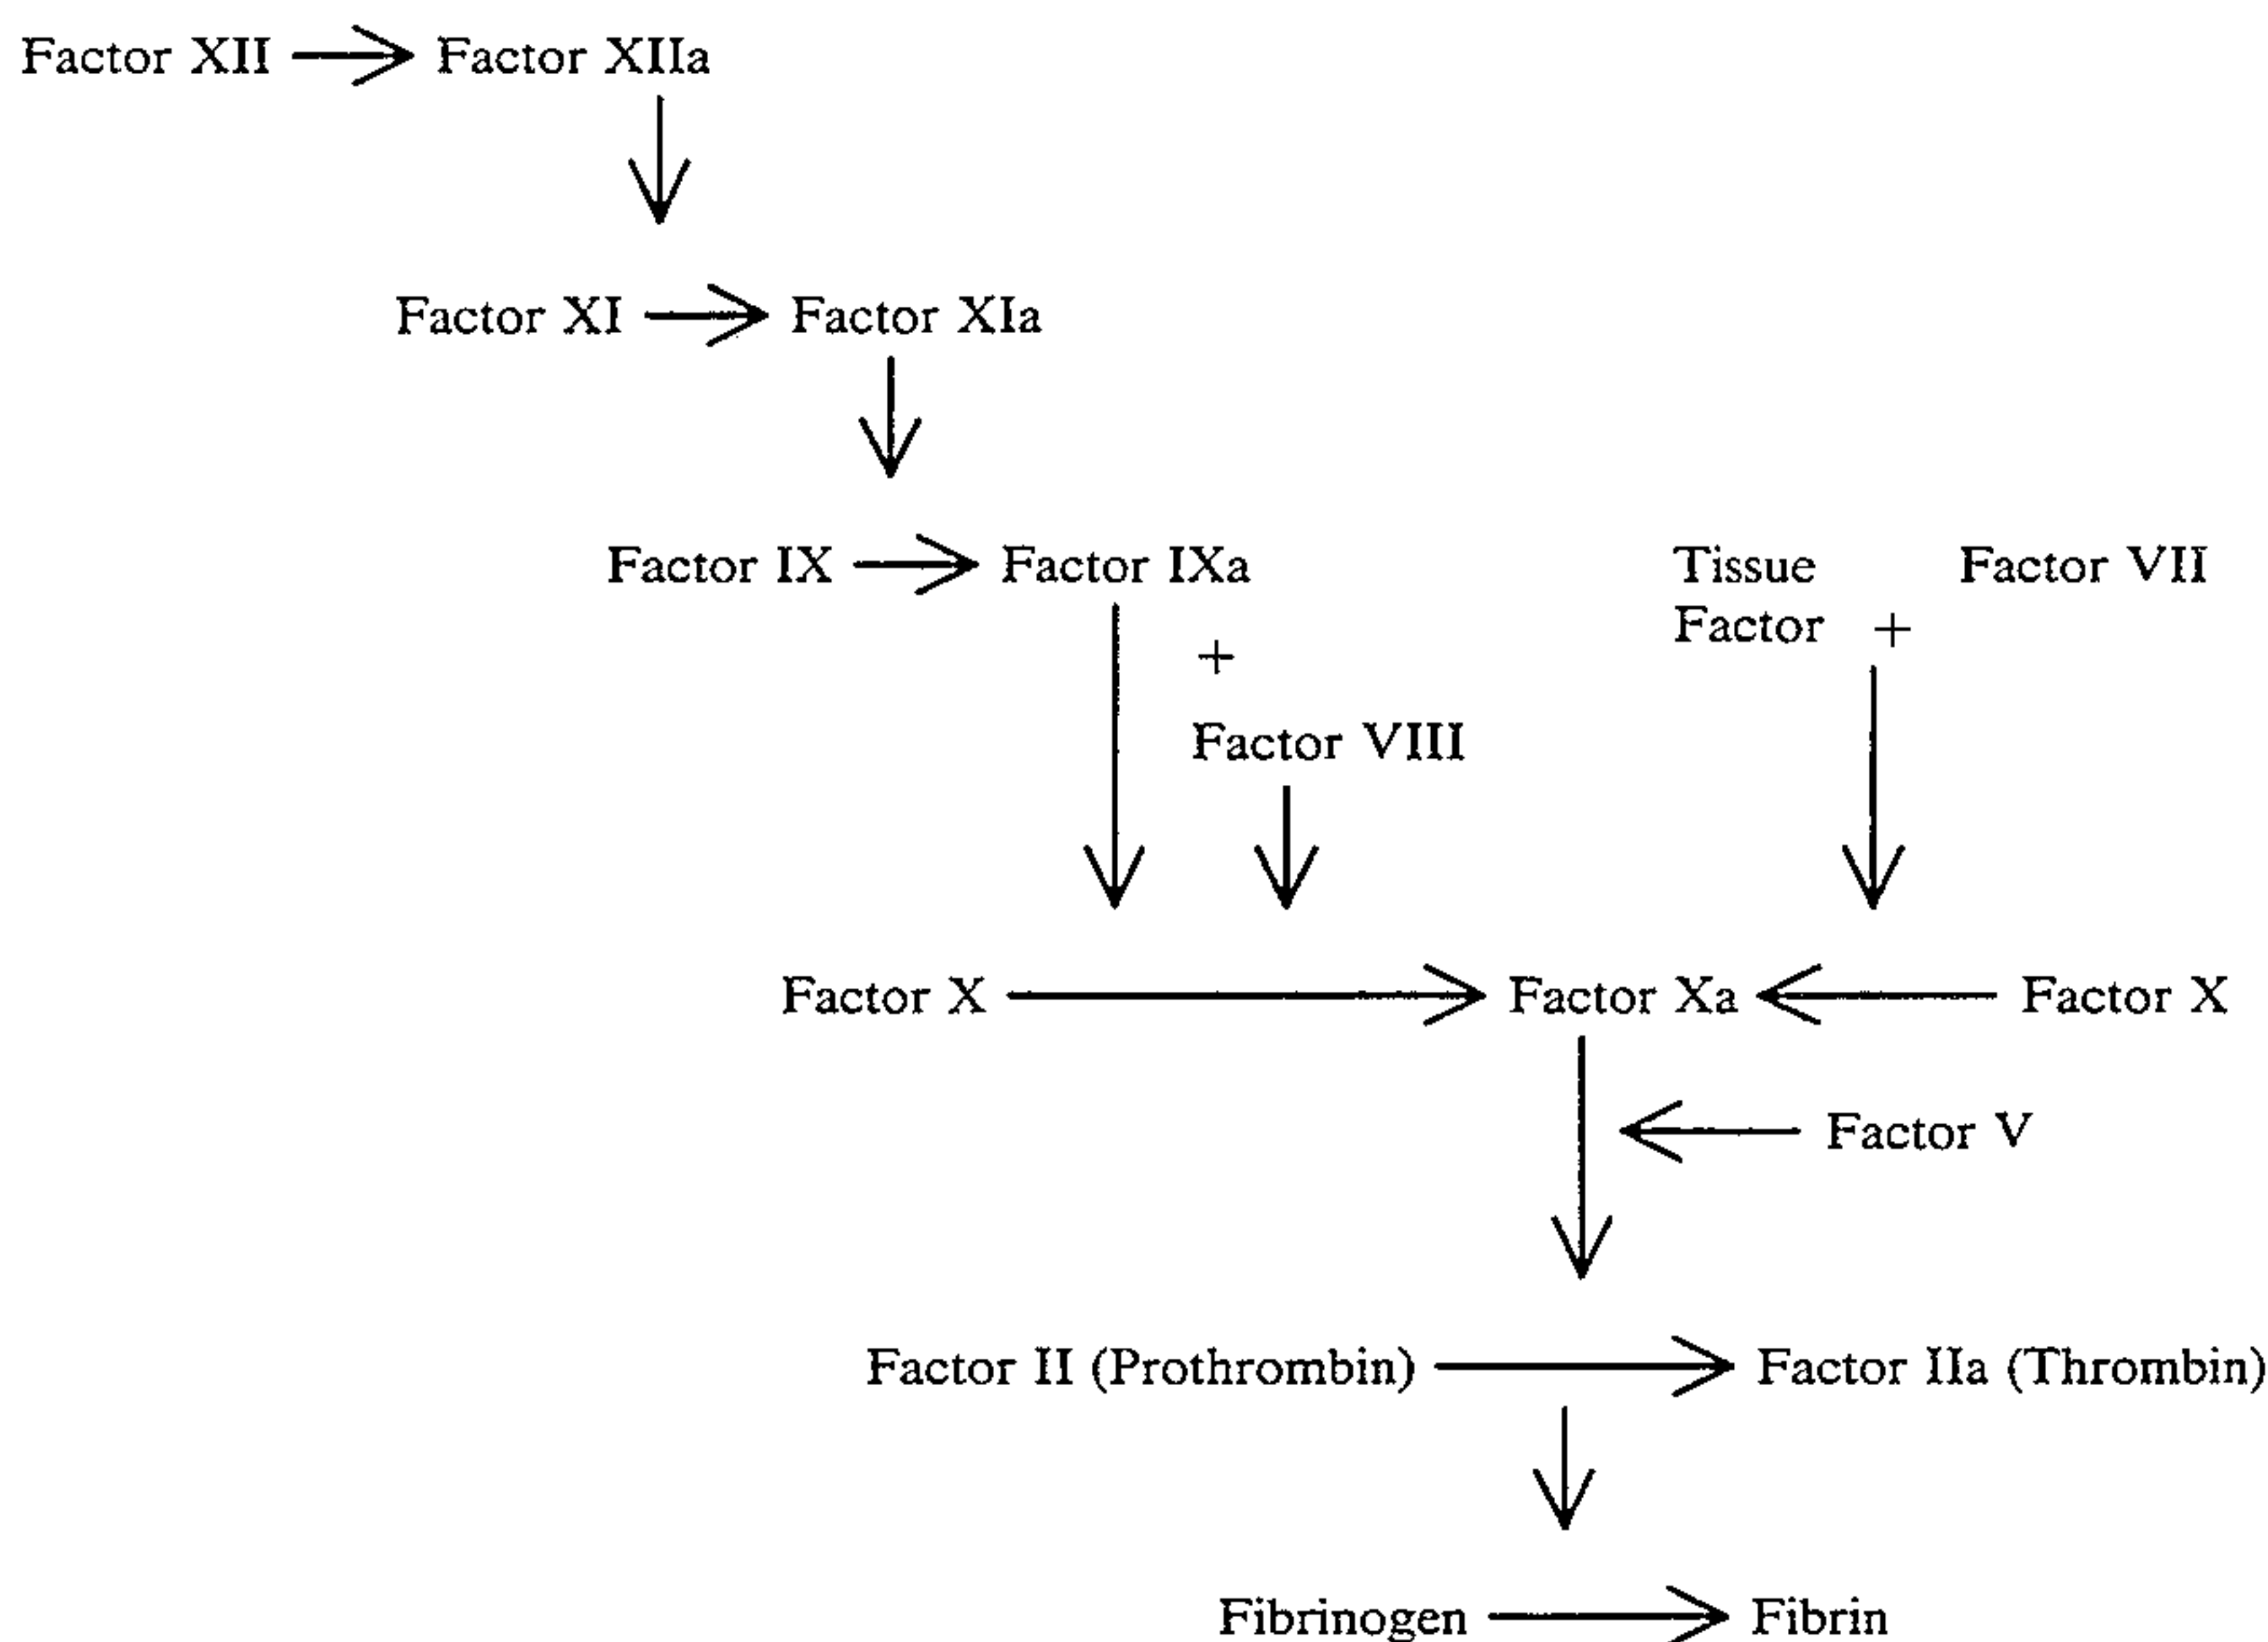 Factor XII Factor XIIa
Factor XI Factor XIa
Factor IX Factor IXa
Tissue Factor VII
Factor +
+
Factor VIII
Factor X Factor Xa Factor X
Factor V
Factor II (Prothrombin) Factor IIa (Thrombin)
Fibrinogen Fibrin